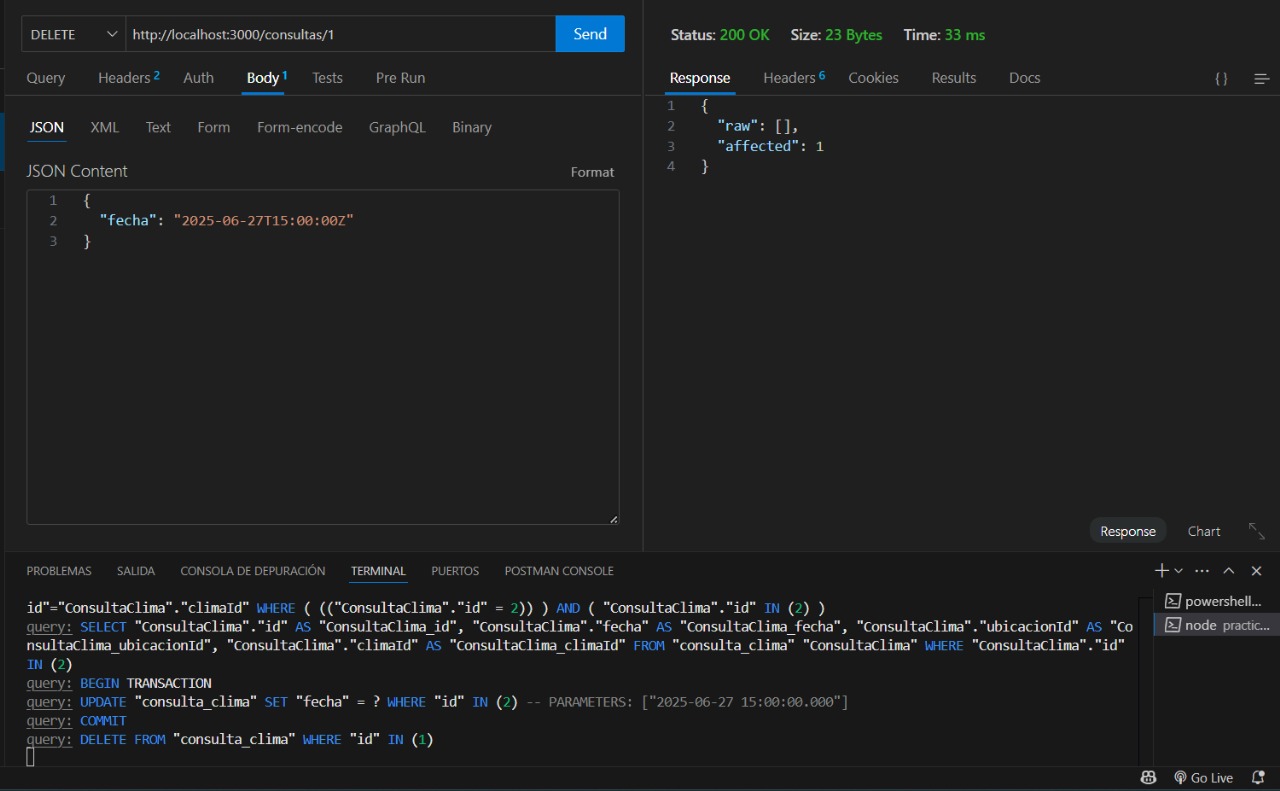 DELETE http://localhost:3000/consultas/1 Send
Query Headers 2 Auth Body 1 Tests Pre Run
JSON XML Text Form Form-encode GraphQL Binary
JSON Content Format
1 {
2 "fecha": "2025-06-27T15:00:00Z"
3 }
Status: 200 OK Size: 23 Bytes Time: 33 ms
Response Headers 6 Cookies Results Docs { }
1 {
2 "raw": [],
3 "affected": 1
4 }
Response Chart
PROBLEMAS SALIDA CONSOLA DE DEPURACIÓN TERMINAL PUERTOS POSTMAN CONSOLE
id"="ConsultaClima"."climaId" WHERE ( (("ConsultaClima"."id" = 2)) ) AND ( "ConsultaClima"."id" IN (2) )
query: SELECT "ConsultaClima"."id" AS "ConsultaClima_id", "ConsultaClima"."fecha" AS "ConsultaClima_fecha", "ConsultaClima"."ubicacionId" AS "Co
nsultaClima_ubicacionId", "ConsultaClima"."climaId" AS "ConsultaClima_climaId" FROM "consulta_clima" "ConsultaClima" WHERE "ConsultaClima"."id"
IN (2)
query: BEGIN TRANSACTION
query: UPDATE "consulta_clima" SET "fecha" = ? WHERE "id" IN (2) -- PARAMETERS: ["2025-06-27 15:00:00.000"]
query: COMMIT
query: DELETE FROM "consulta_clima" WHERE "id" IN (1)
powershell...
node practic...
Go Live